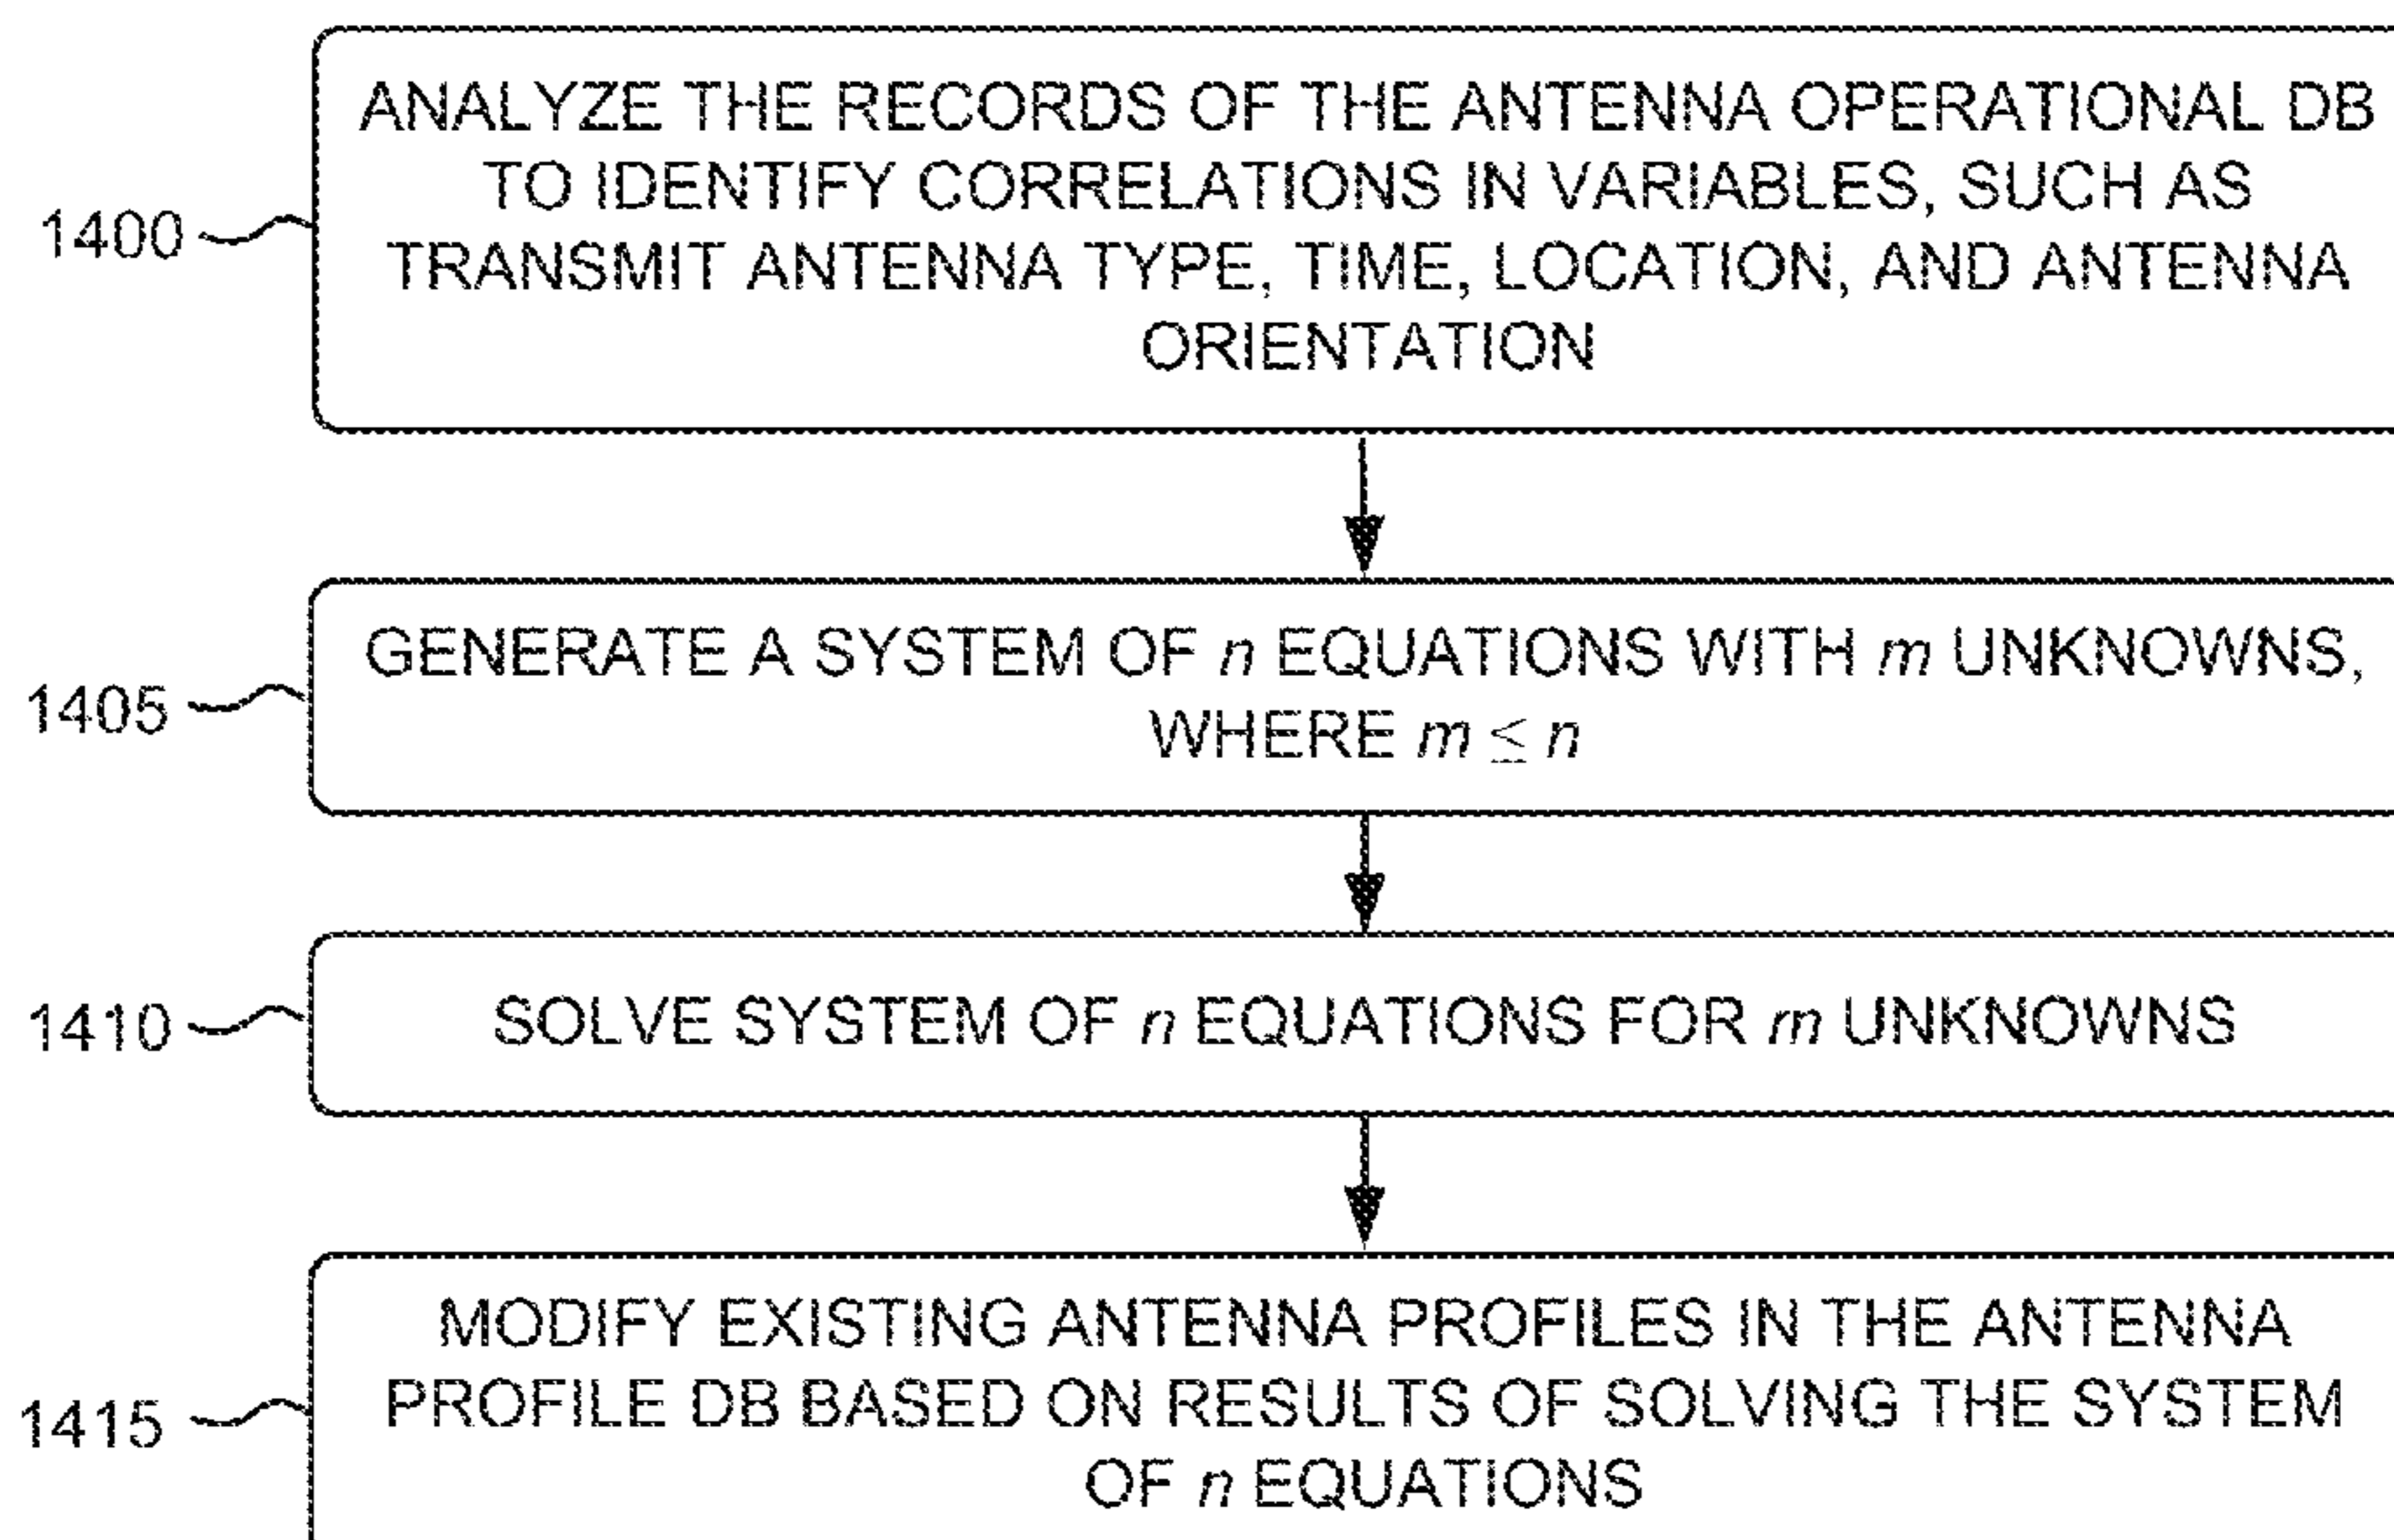 ANALYZE THE RECORDS OF THE ANTENNA OPERATIONAL DB
TO IDENTIFY CORRELATIONS IN VARIABLES, SUCH AS
1400
TRANSMIT ANTENNA TYPE, TIME, LOCATION, AND ANTENNA
ORIENTATION
GENERATE A SYSTEM OF n EQUATIONS WITH m UNKNOWNS,
1405
WHERE m ≤ n
1410
SOLVE SYSTEM OF n EQUATIONS FOR m UNKNOWNS
MODIFY EXISTING ANTENNA PROFILES IN THE ANTENNA
1415
PROFILE DB BASED ON RESULTS OF SOLVING THE SYSTEM
OF n EQUATIONS